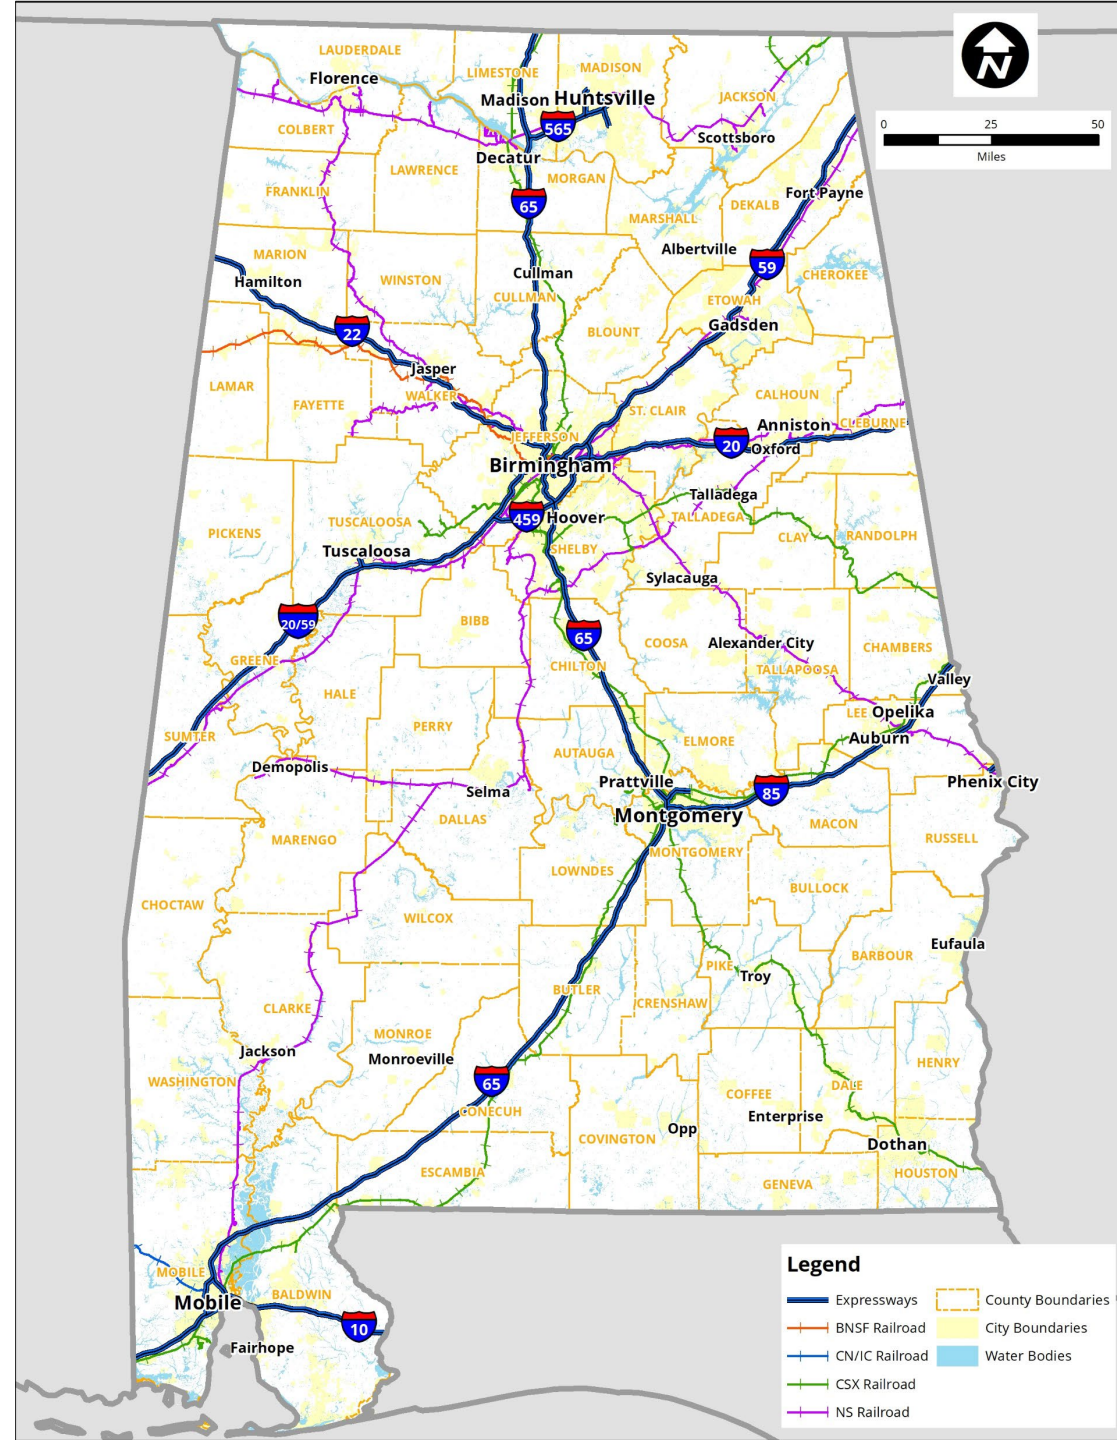 N
0 25 50
Miles
LAUDERDALE
Florence
LIMESTONE
MADISON
Madison
Huntsville
JACKSON
COLBERT
565
Scottsboro
Decatur
LAWRENCE
MORGAN
FRANKLIN
65
Fort Payne
DEKALB
MARSHALL
MARION
Albertville
Hamilton
WINSTON
Cullman
CULLMAN
59
CHEROKEE
ETOWAH
Gadsden
22
BLOUNT
Jasper
LAMAR
WALKER
FAYETTE
CALHOUN
ST. CLAIR
Anniston
CLEBURNE
JEFFERSON
20
Oxford
Birmingham
Talladega
TUSCALOOSA
459
Hoover
TALLADEGA
PICKENS
CLAY
RANDOLPH
Tuscaloosa
SHELBY
Sylacauga
20/59
BIBB
65
COOSA
Alexander City
CHAMBERS
GREENE
CHILTON
TALLAPOOSA
Valley
HALE
LEE
Opelika
PERRY
SUMTER
AUTAUGA
ELMORE
Auburn
Demopolis
Selma
Prattville
85
Phenix City
DALLAS
Montgomery
MACON
MARENGO
MONTGOMERY
RUSSELL
LOWNDES
BULLOCK
CHOCTAW
WILCOX
Eufaula
BARBOUR
PIKE
Troy
BUTLER
CRENSHAW
CLARKE
MONROE
Jackson
Monroeville
HENRY
WASHINGTON
65
COFFEE
DALE
CONECUH
Enterprise
Opp
COVINGTON
Dothan
ESCAMBIA
HOUSTON
GENEVA
MOBILE
Mobile
BALDWIN
10
Fairhope
Legend
Expressways
BNSF Railroad
CN/IC Railroad
CSX Railroad
NS Railroad
County Boundaries
City Boundaries
Water Bodies